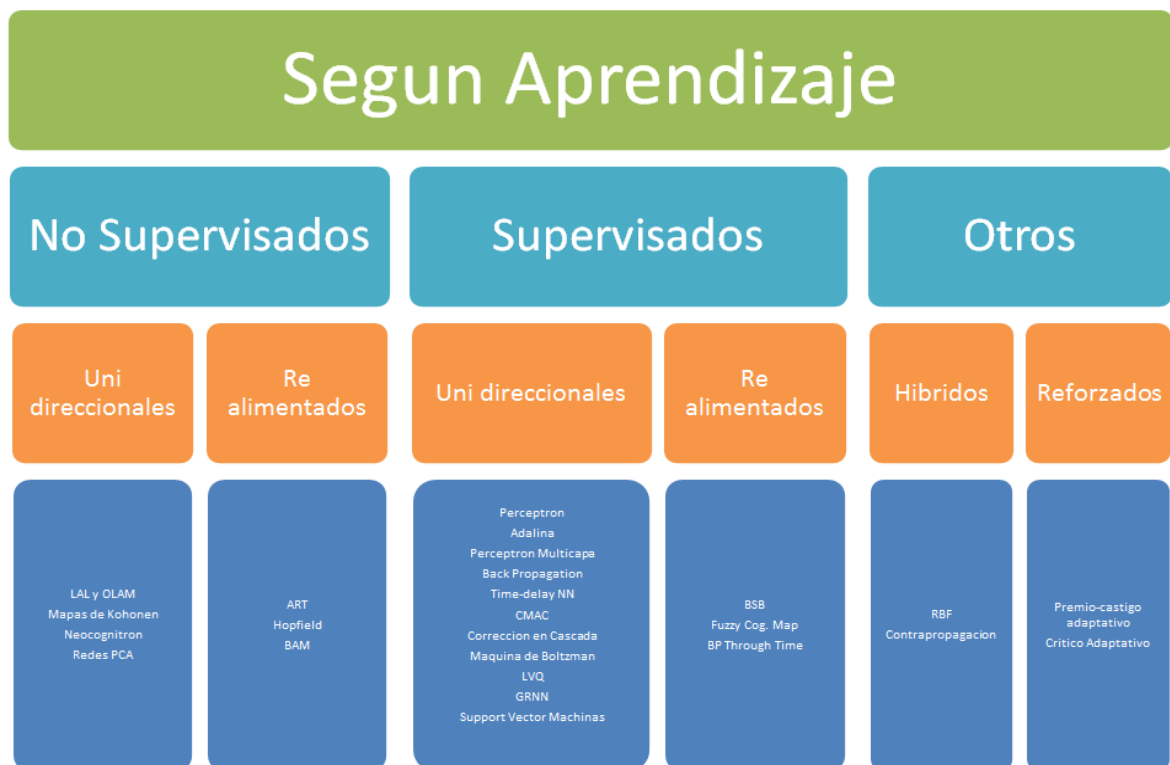 Segun Aprendizaje
No Supervisados
Supervisados
Otros
Uni
direccionales
Re
alimentados
Uni direccionales
Re
alimentados
Hibridos
Reforzados
LAL y OLAM
Mapas de Kohonen
Neocognitron
Redes PCA
ART
Hopfield
BAM
Perceptron
Adalina
Perceptron Multicapa
Back Propagation
Time-delay NN
CMAC
Correccion en Cascada
Maquina de Boltzman
LVQ
GRNN
Support Vector Machinas
BSB
Fuzzy Cog. Map
BP Through Time
RBF
Contrapropagacion
Premio-castigo
adaptativo
Critico Adaptativo